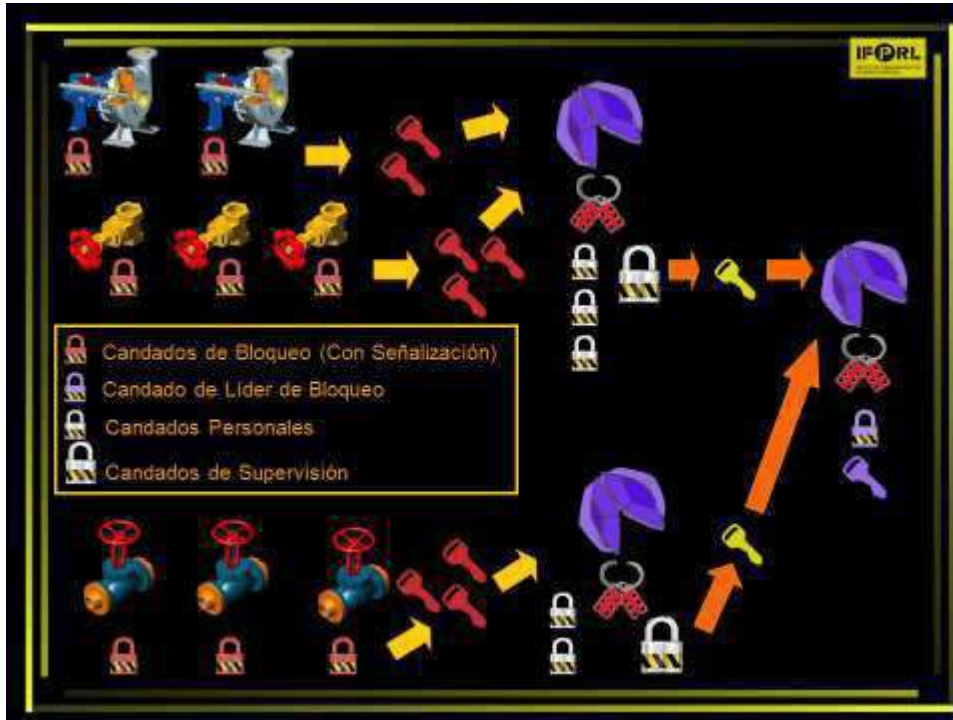 IFPRL
Candados de Bloqueo (Con Señalización)
Candado de Líder de Bloqueo
Candados Personales
Candados de Supervisión